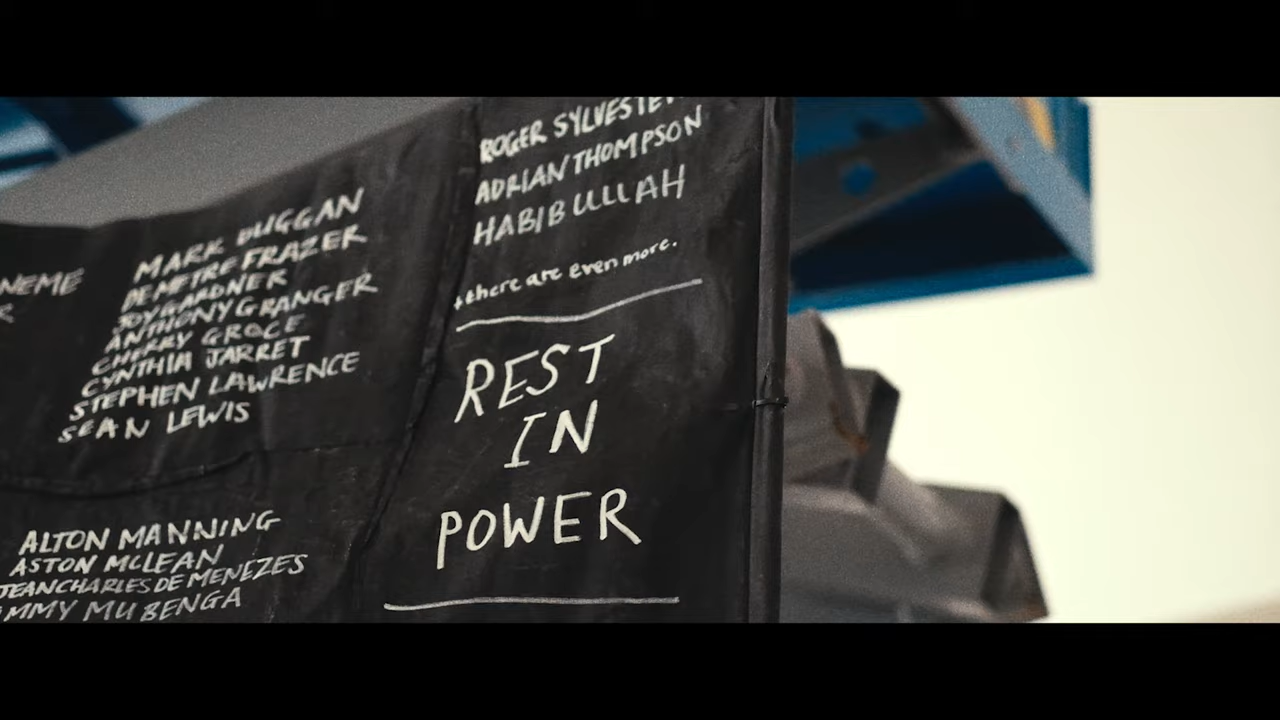 NEME
R
MARK DUGGAN
DEMETRE FRAZER
JOY GARDNER
ANTHONY GRANGER
CHERRY GROCE
CYNTHIA JARRET
STEPHEN LAWRENCE
SEAN LEWIS
ALTON MANNING
ASTON MCLEAN
JEAN CHARLES DE MENEZES
MMY MUBENGA
ROGER SYLVESTER
ADRIAN THOMPSON
HABIB ULLAH
+there are even more.
REST
IN
POWER